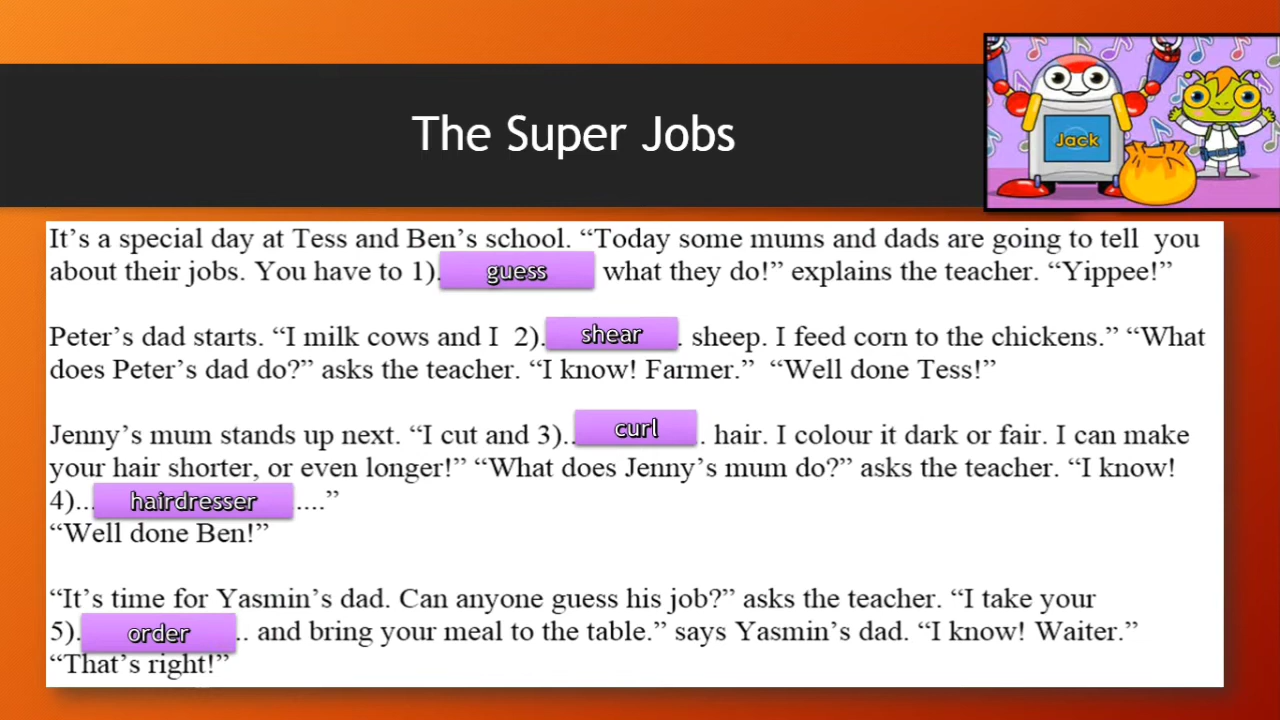 The Super Jobs
Jack
It’s a special day at Tess and Ben’s school. “Today some mums and dads are going to tell you
about their jobs. You have to 1). guess what they do!” explains the teacher. “Yippee!”
Peter’s dad starts. “I milk cows and I 2). shear . sheep. I feed corn to the chickens.” “What
does Peter’s dad do?” asks the teacher. “I know! Farmer.” “Well done Tess!”
Jenny’s mum stands up next. “I cut and 3).. curl . hair. I colour it dark or fair. I can make
your hair shorter, or even longer!” “What does Jenny’s mum do?” asks the teacher. “I know!
4)... hairdresser ....”
“Well done Ben!”
“It’s time for Yasmin’s dad. Can anyone guess his job?” asks the teacher. “I take your
5). order .. and bring your meal to the table.” says Yasmin’s dad. “I know! Waiter.”
“That’s right!”